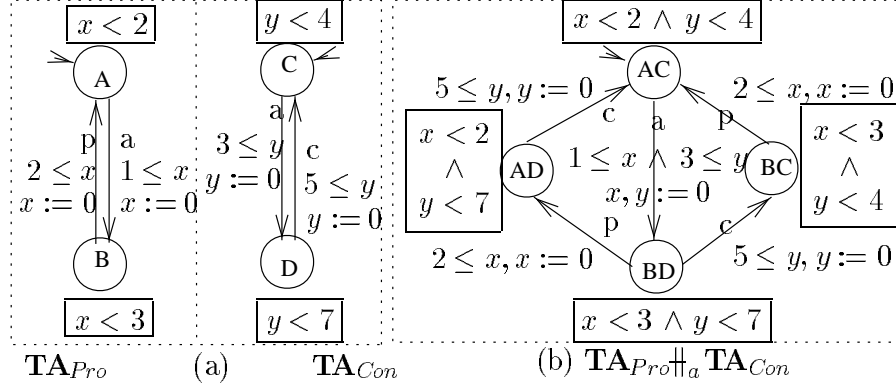 x < 2
A
p
a
2 ≤ x
x := 0
1 ≤ x
x := 0
B
x < 3
y < 4
C
a
3 ≤ y
y := 0
c
5 ≤ y
y := 0
D
y < 7
TA_Pro (a) TA_Con
x < 2 ∧ y < 4
AC
5 ≤ y, y := 0
2 ≤ x, x := 0
c
a
p
x < 2
∧
y < 7
AD
1 ≤ x ∧ 3 ≤ y
x, y := 0
BC
x < 3
∧
y < 4
p
c
2 ≤ x, x := 0
BD
5 ≤ y, y := 0
x < 3 ∧ y < 7
(b) TA_Pro ∦_a TA_Con